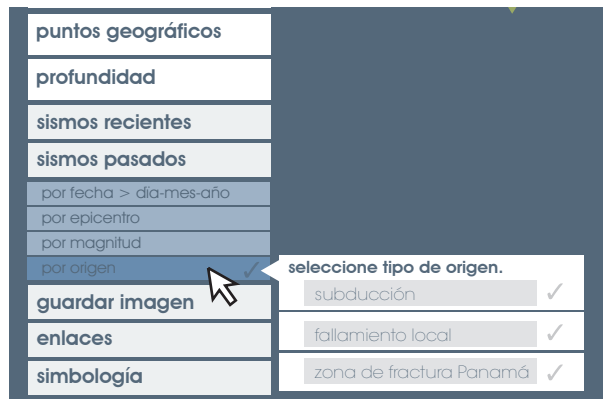 puntos geográficos
profundidad
sismos recientes
sismos pasados
por fecha > día-mes-año
por epicentro
por magnitud
por origen
seleccione tipo de origen.
subducción
fallamiento local
zona de fractura Panamá
guardar imagen
enlaces
simbología